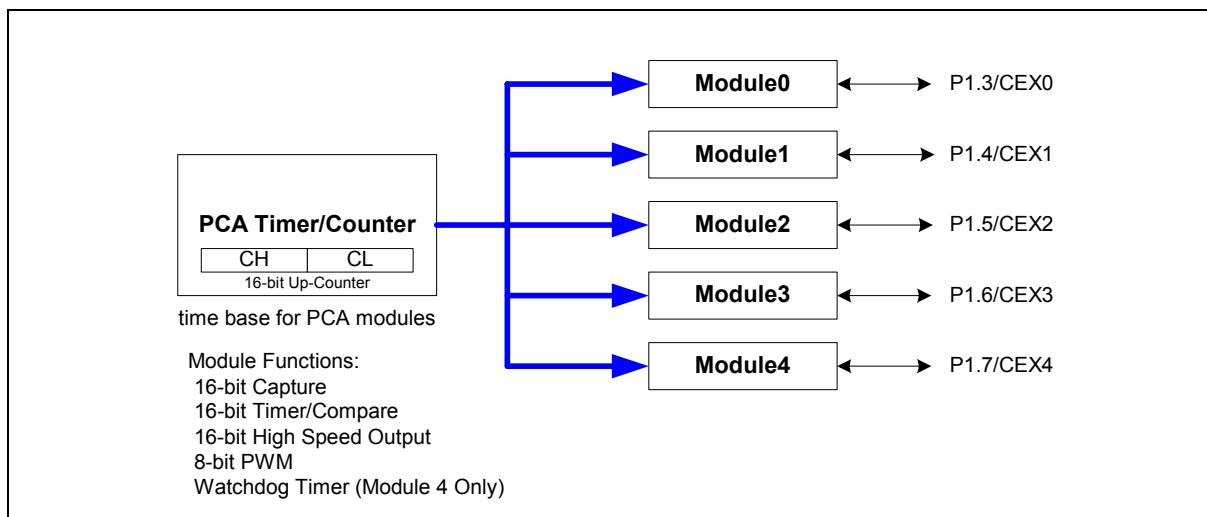 Module0
P1.3/CEX0
Module1
P1.4/CEX1
PCA Timer/Counter
CH
CL
16-bit Up-Counter
Module2
P1.5/CEX2
Module3
P1.6/CEX3
time base for PCA modules
Module4
P1.7/CEX4
Module Functions:
16-bit Capture
16-bit Timer/Compare
16-bit High Speed Output
8-bit PWM
Watchdog Timer (Module 4 Only)